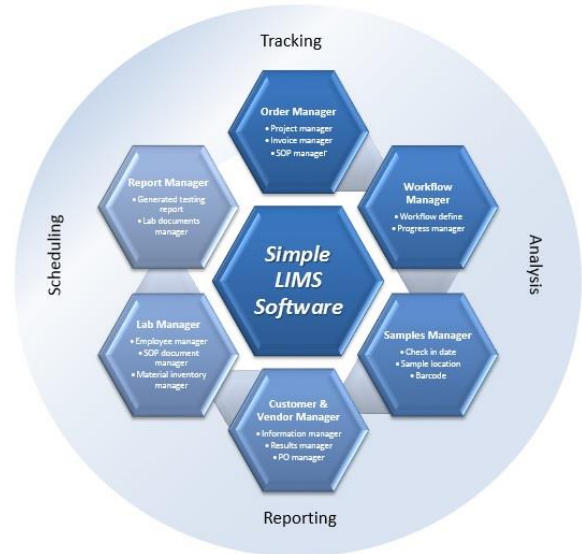 Tracking
Order Manager
• Project manager
• Invoice manager
• SOP manager
Workflow
Manager
• Workflow define
• Progress manager
Analysis
Samples Manager
• Check in date
• Sample location
• Barcode
Customer &
Vendor Manager
• Information manager
• Results manager
• PO manager
Reporting
Lab Manager
• Employee manager
• SOP document
manager
• Material inventory
manager
Scheduling
Report Manager
• Generated testing
report
• Lab documents
manager
Simple
LIMS
Software